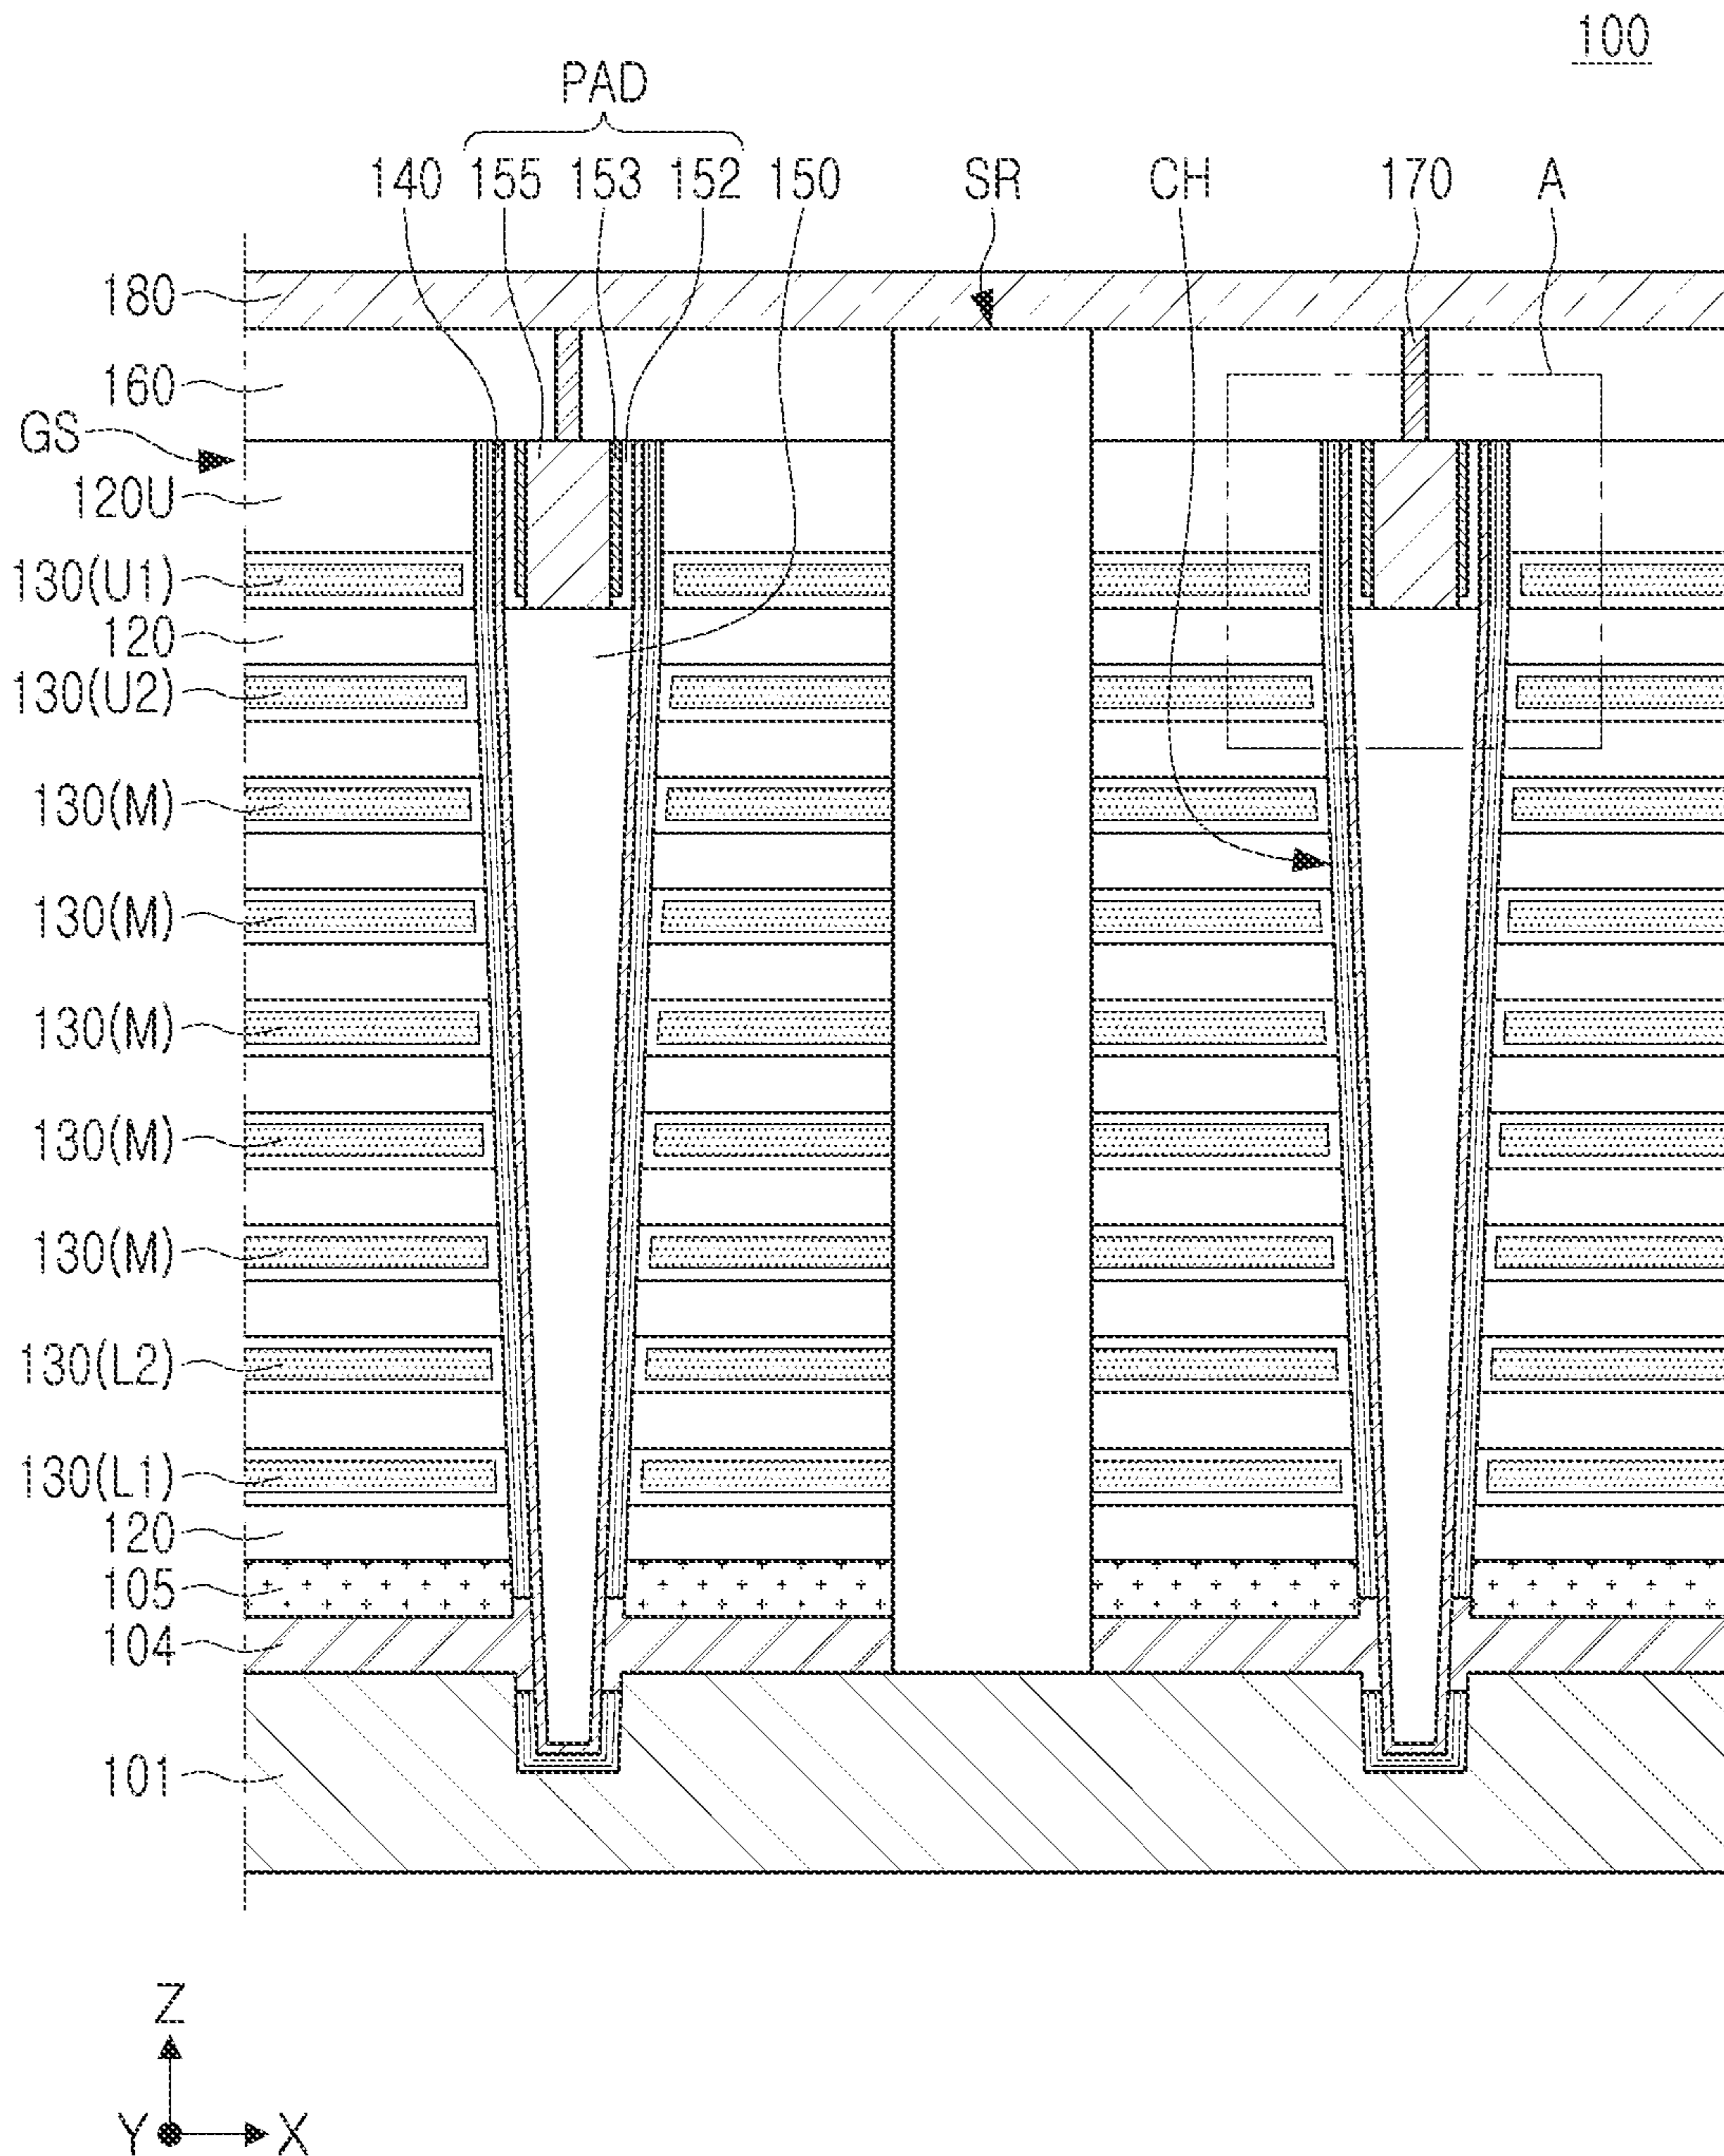 100
PAD
140 155 153 152 150 SR CH 170 A
180
160
GS
120U
130(U1)
120
130(U2)
130(M)
130(M)
130(M)
130(M)
130(M)
130(L2)
130(L1)
120
105
104
101
Z
Y X